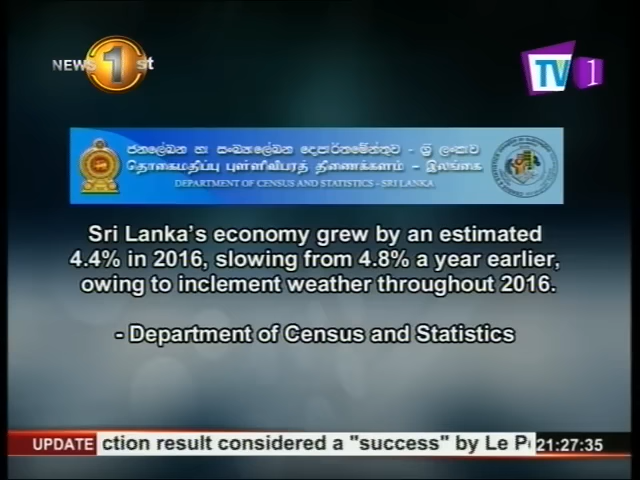 NEWS 1st
TV 1
ජනලේඛන හා සංඛ්‍යාලේඛන දෙපාර්තමේන්තුව - ශ්‍රී ලංකාව
தொகைமதிப்பு புள்ளிவிபரத் திணைக்களம் – இலங்கை
DEPARTMENT OF CENSUS AND STATISTICS - SRI LANKA
Sri Lanka's economy grew by an estimated
4.4% in 2016, slowing from 4.8% a year earlier,
owing to inclement weather throughout 2016.
- Department of Census and Statistics
UPDATE ction result considered a "success" by Le P 21:27:35